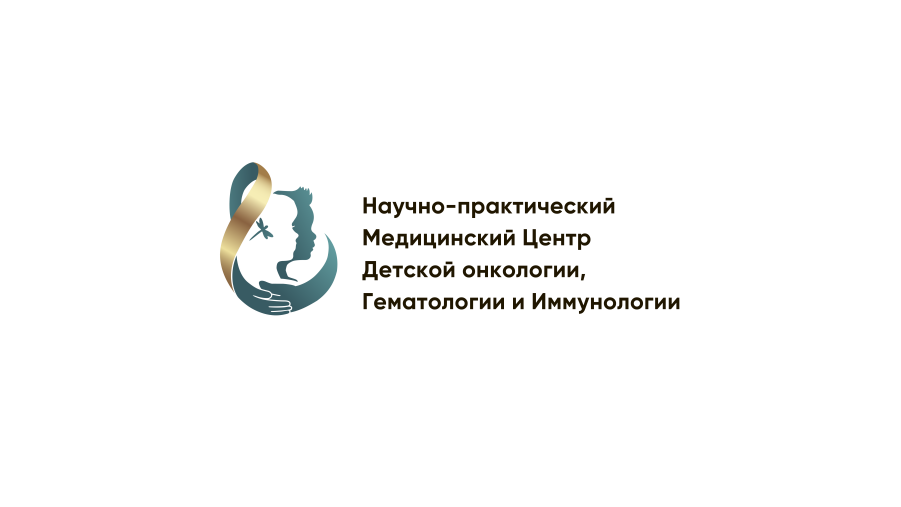 Научно-практический
Медицинский Центр
Детской онкологии,
Гематологии и Иммунологии